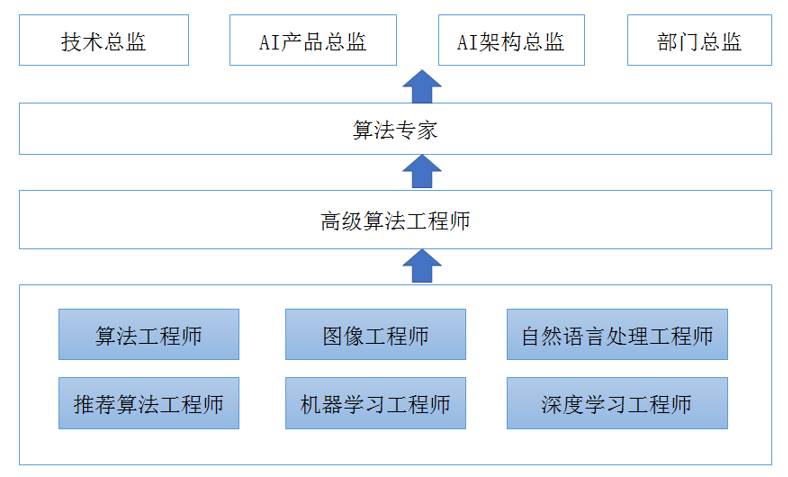 技术总监
AI产品总监
AI架构总监
部门总监
算法专家
高级算法工程师
算法工程师
图像工程师
自然语言处理工程师
推荐算法工程师
机器学习工程师
深度学习工程师